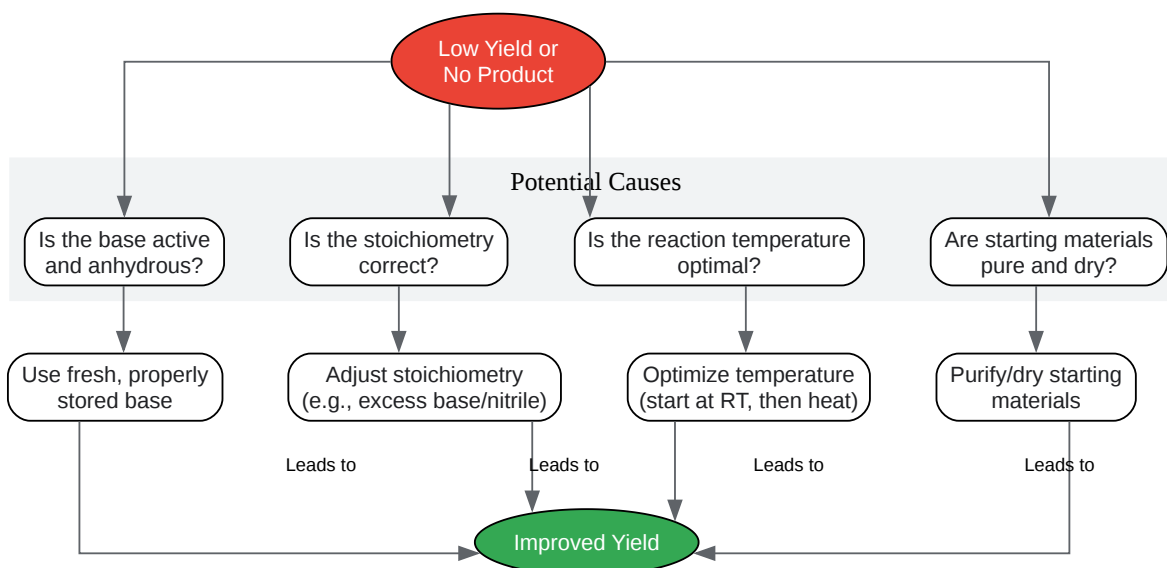 Low Yield or
No Product
Potential Causes
Is the base active
and anhydrous?
Is the stoichiometry
correct?
Is the reaction temperature
optimal?
Are starting materials
pure and dry?
Use fresh, properly
stored base
Adjust stoichiometry
(e.g., excess base/nitrile)
Optimize temperature
(start at RT, then heat)
Purify/dry starting
materials
Leads to
Leads to
Leads to
Leads to
Improved Yield